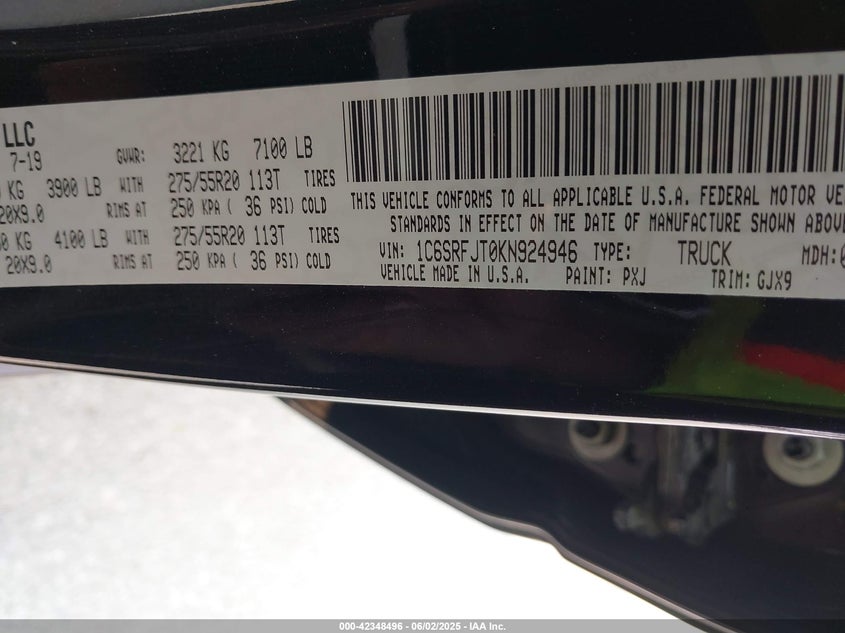 LLC
7-19 GVWR: 3221 KG 7100 LB
KG 3900 LB WITH 275/55R20 113T TIRES
20X9.0 RIMS AT 250 KPA ( 36 PSI) COLD
KG 4100 LB WITH 275/55R20 113T TIRES
20X9.0 RIMS AT 250 KPA ( 36 PSI) COLD
THIS VEHICLE CONFORMS TO ALL APPLICABLE U.S.A. FEDERAL MOTOR
STANDARDS IN EFFECT ON THE DATE OF MANUFACTURE SHOWN ABOV
VIN: 1C6SRFJT0KN924946 TYPE: TRUCK MDH:0
VEHICLE MADE IN U.S.A. PAINT: PXJ TRIM: GJX9
000-42348496 - 06/02/2025 - IAA Inc.